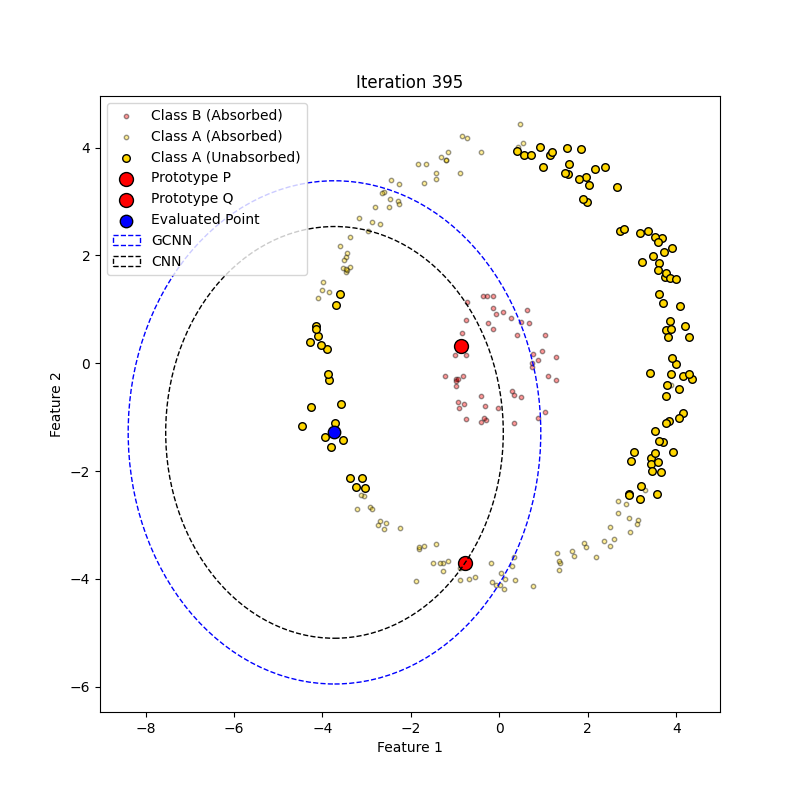 Iteration 395
Class B (Absorbed)
Class A (Absorbed)
Class A (Unabsorbed)
Prototype P
Prototype Q
Evaluated Point
GCNN
CNN
4
2
0
−2
−4
−6
Feature 2
−8
−6
−4
−2
0
2
4
Feature 1